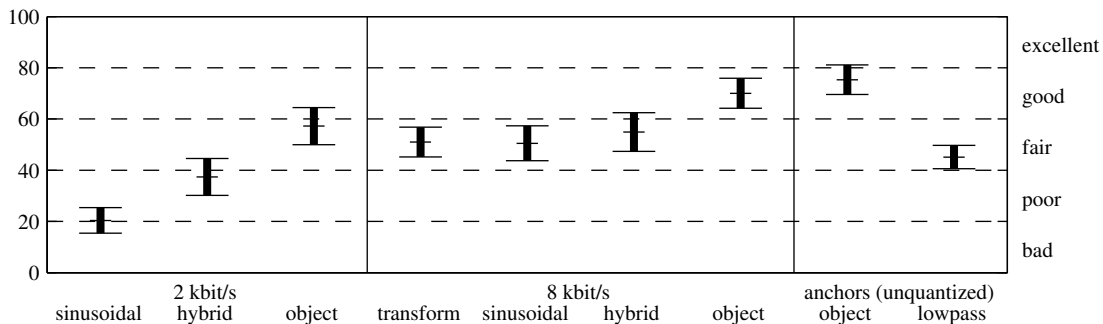 100
80
60
40
20
0
excellent
good
fair
poor
bad
2 kbit/s
8 kbit/s
anchors (unquantized)
sinusoidal hybrid object transform sinusoidal hybrid object object lowpass